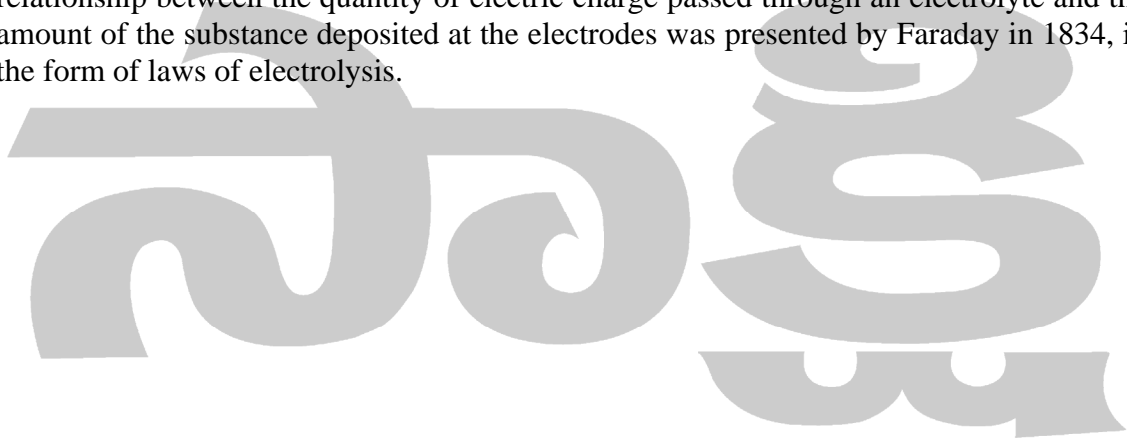 relationship between the quantity of electric charge passed through an electrolyte and
amount of the substance deposited at the electrodes was presented by Faraday in 1834,
the form of laws of electrolysis.
సాక్షి